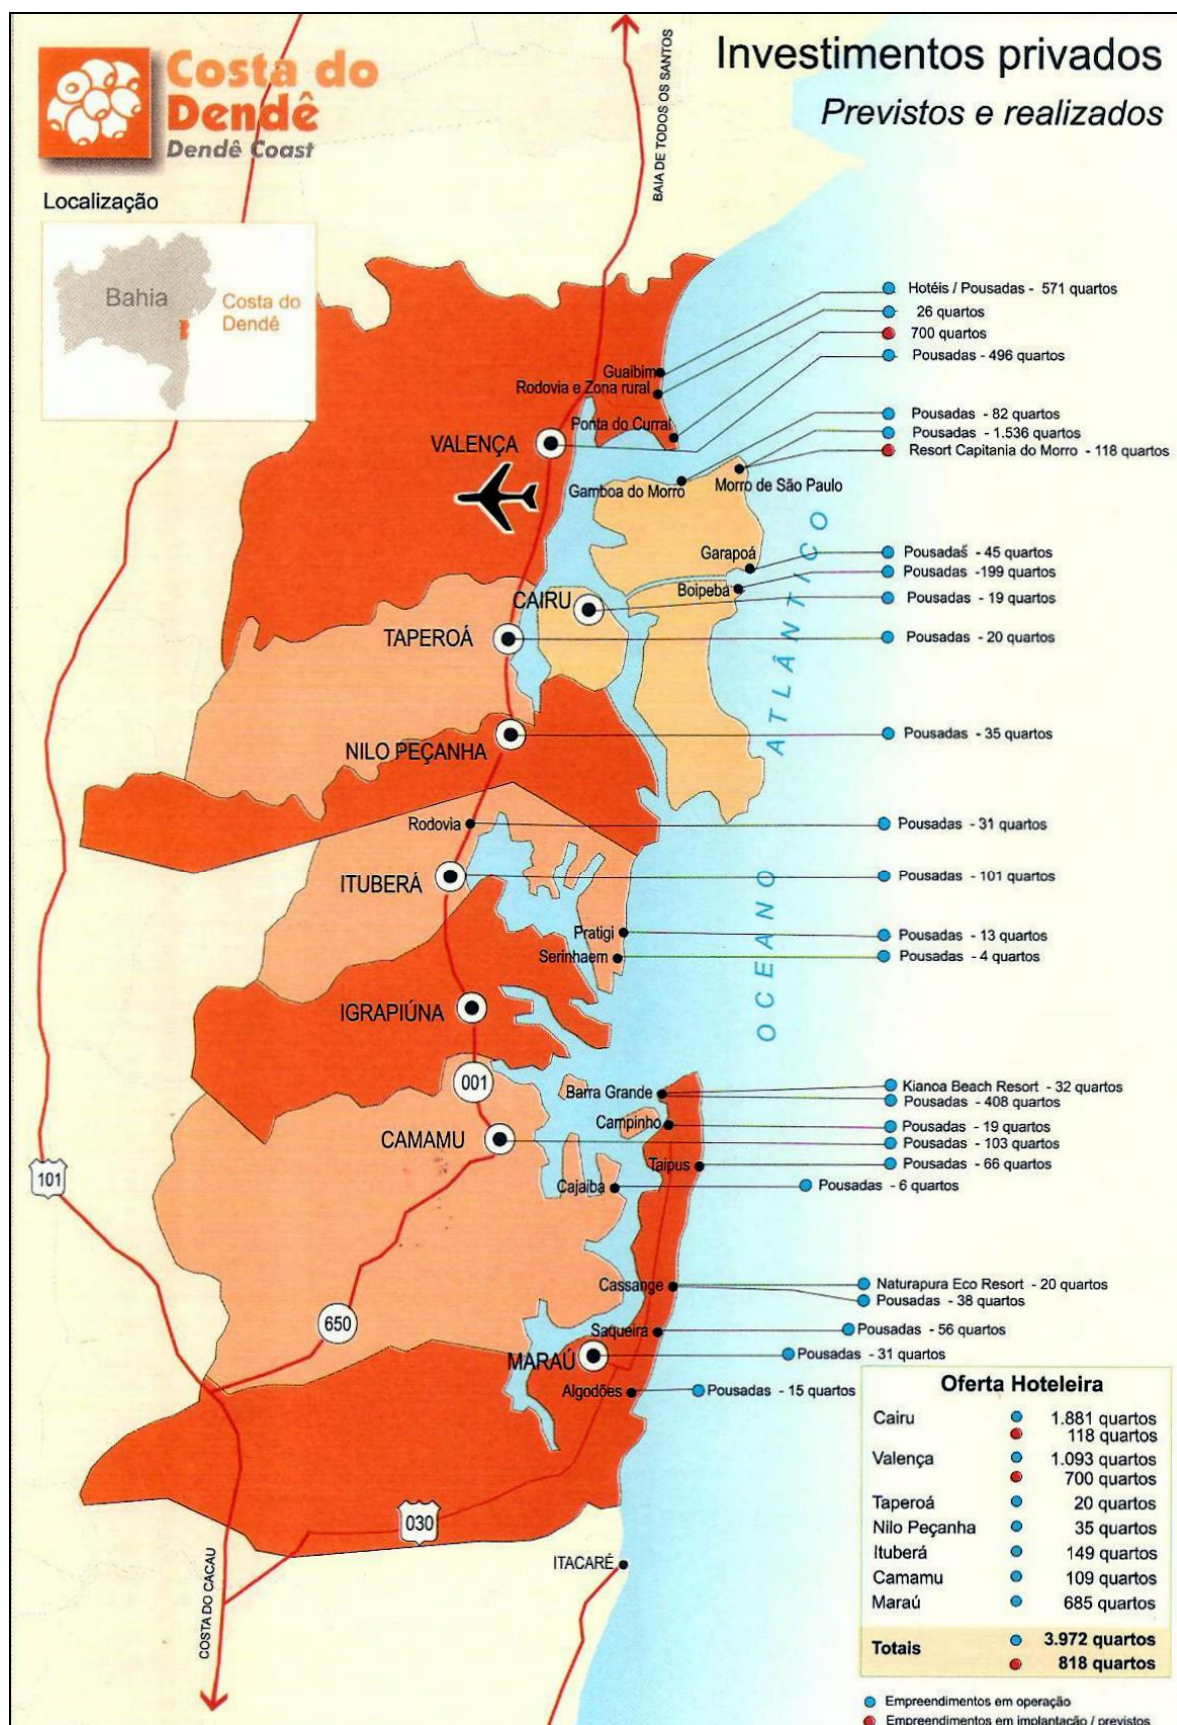 Costa do
Dendê
Dendê Coast
Investimentos privados
Previstos e realizados
BAIA DE TODOS OS SANTOS
Localização
Bahia
Costa do
Dendê
Hotéis / Pousadas - 571 quartos
26 quartos
700 quartos
Pousadas - 496 quartos
Guaibim
Rodovia e Zona rural
Ponta do Curral
VALENÇA
Pousadas - 82 quartos
Pousadas - 1.536 quartos
Resort Capitania do Morro - 118 quartos
Gamboa do Morro
Morro de São Paulo
OCEANO ATLÂNTICO
Garapoá
Pousadas - 45 quartos
Boipeba
Pousadas -199 quartos
CAIRU
Pousadas - 19 quartos
TAPEROÁ
Pousadas - 20 quartos
NILO PEÇANHA
Pousadas - 35 quartos
Rodovia
Pousadas - 31 quartos
ITUBERÁ
Pousadas - 101 quartos
Pratigi
Pousadas - 13 quartos
Serinhaem
Pousadas - 4 quartos
IGRAPIÚNA
001
Barra Grande
Kianoa Beach Resort - 32 quartos
Pousadas - 408 quartos
Campinho
Pousadas - 19 quartos
CAMAMU
Pousadas - 103 quartos
Taipus
Pousadas - 66 quartos
101
Cajaiba
Pousadas - 6 quartos
Cassange
Naturapura Eco Resort - 20 quartos
Pousadas - 38 quartos
650
Saqueira
Pousadas - 56 quartos
MARAÚ
Pousadas - 31 quartos
Algodões
Pousadas - 15 quartos
030
ITACARÉ
COSTA DO CACAU
Oferta Hoteleira
Cairu 1.881 quartos
118 quartos
Valença 1.093 quartos
700 quartos
Taperoá 20 quartos
Nilo Peçanha 35 quartos
Ituberá 149 quartos
Camamu 109 quartos
Maraú 685 quartos
Totais 3.972 quartos
818 quartos
Empreendimentos em operação
Empreendimentos em implantação / previstos